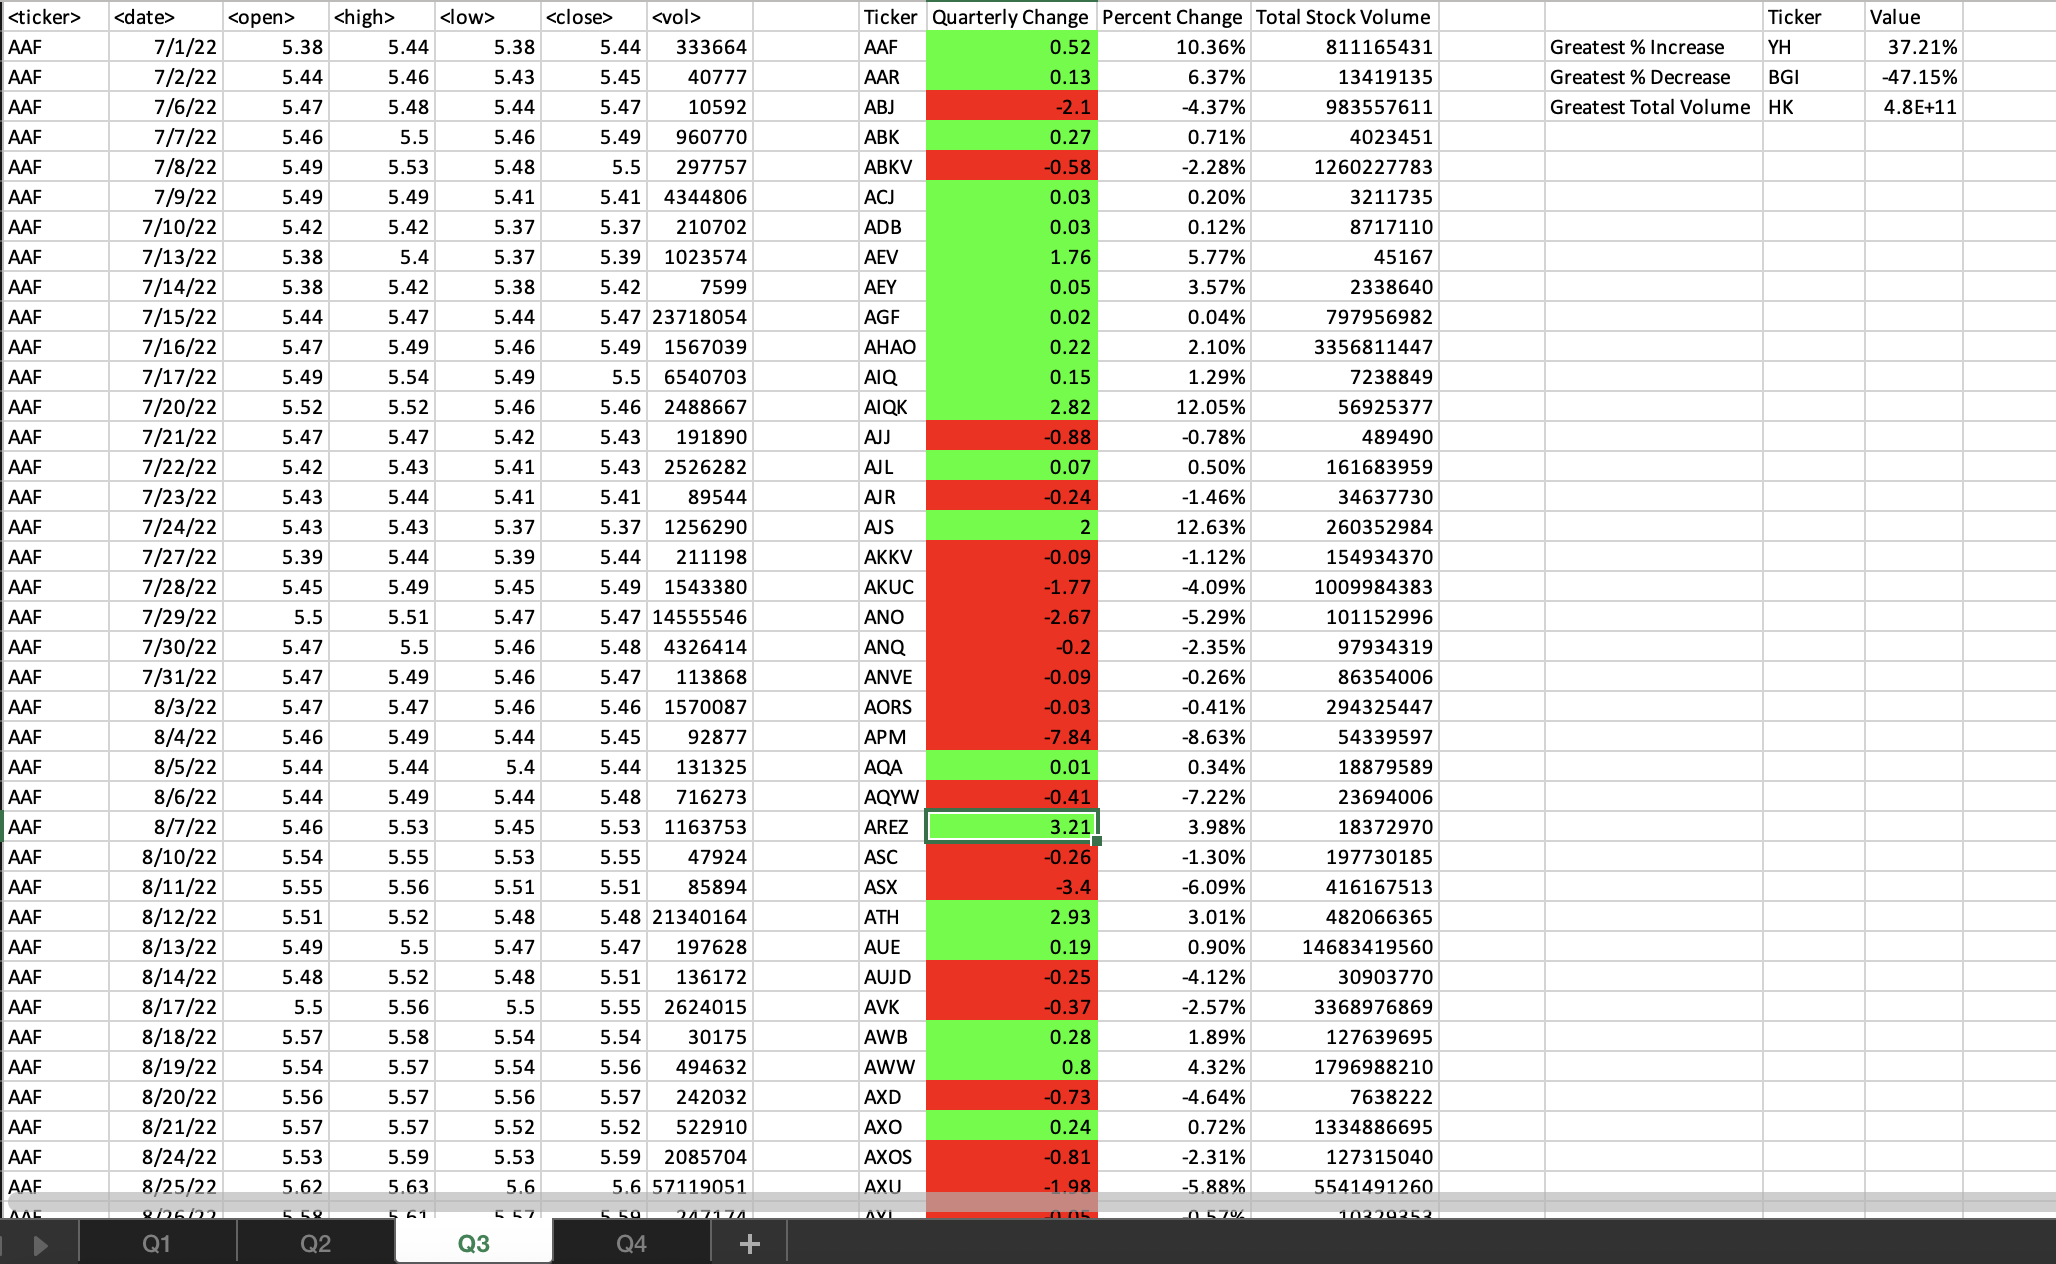 <ticker> <date> <open> <high> <low> <close> <vol> Ticker Quarterly Change Percent Change Total Stock Volume Ticker Value
AAF 7/1/22 5.38 5.44 5.38 5.44 333664 AAF 0.52 10.36% 811165431 Greatest % Increase YH 37.21%
AAF 7/2/22 5.44 5.46 5.43 5.45 40777 AAR 0.13 6.37% 13419135 Greatest % Decrease BGI -47.15%
AAF 7/6/22 5.47 5.48 5.44 5.47 10592 ABJ -2.1 -4.37% 983557611 Greatest Total Volume HK 4.8E+11
AAF 7/7/22 5.46 5.5 5.46 5.49 960770 ABK 0.27 0.71% 4023451
AAF 7/8/22 5.49 5.53 5.48 5.5 297757 ABKV -0.58 -2.28% 1260227783
AAF 7/9/22 5.49 5.49 5.41 5.41 4344806 ACJ 0.03 0.20% 3211735
AAF 7/10/22 5.42 5.42 5.37 5.37 210702 ADB 0.03 0.12% 8717110
AAF 7/13/22 5.38 5.4 5.37 5.39 1023574 AEV 1.76 5.77% 45167
AAF 7/14/22 5.38 5.42 5.38 5.42 7599 AEY 0.05 3.57% 2338640
AAF 7/15/22 5.44 5.47 5.44 5.47 23718054 AGF 0.02 0.04% 797956982
AAF 7/16/22 5.47 5.49 5.46 5.49 1567039 AHAO 0.22 2.10% 3356811447
AAF 7/17/22 5.49 5.54 5.49 5.5 6540703 AIQ 0.15 1.29% 7238849
AAF 7/20/22 5.52 5.52 5.46 5.46 2488667 AIQK 2.82 12.05% 56925377
AAF 7/21/22 5.47 5.47 5.42 5.43 191890 AJJ -0.88 -0.78% 489490
AAF 7/22/22 5.42 5.43 5.41 5.43 2526282 AJL 0.07 0.50% 161683959
AAF 7/23/22 5.43 5.44 5.41 5.41 89544 AJR -0.24 -1.46% 34637730
AAF 7/24/22 5.43 5.43 5.37 5.37 1256290 AJS 2 12.63% 260352984
AAF 7/27/22 5.39 5.44 5.39 5.44 211198 AKKV -0.09 -1.12% 154934370
AAF 7/28/22 5.45 5.49 5.45 5.49 1543380 AKUC -1.77 -4.09% 1009984383
AAF 7/29/22 5.5 5.51 5.47 5.47 14555546 ANO -2.67 -5.29% 101152996
AAF 7/30/22 5.47 5.5 5.46 5.48 4326414 ANQ -0.2 -2.35% 97934319
AAF 7/31/22 5.47 5.49 5.46 5.47 113868 ANVE -0.09 -0.26% 86354006
AAF 8/3/22 5.47 5.47 5.46 5.46 1570087 AORS -0.03 -0.41% 294325447
AAF 8/4/22 5.46 5.49 5.44 5.45 92877 APM -7.84 -8.63% 54339597
AAF 8/5/22 5.44 5.44 5.4 5.44 131325 AQA 0.01 0.34% 18879589
AAF 8/6/22 5.44 5.49 5.44 5.48 716273 AQYW -0.41 -7.22% 23694006
AAF 8/7/22 5.46 5.53 5.45 5.53 1163753 AREZ 3.21 3.98% 18372970
AAF 8/10/22 5.54 5.55 5.53 5.55 47924 ASC -0.26 -1.30% 197730185
AAF 8/11/22 5.55 5.56 5.51 5.51 85894 ASX -3.4 -6.09% 416167513
AAF 8/12/22 5.51 5.52 5.48 5.48 21340164 ATH 2.93 3.01% 482066365
AAF 8/13/22 5.49 5.5 5.47 5.47 197628 AUE 0.19 0.90% 14683419560
AAF 8/14/22 5.48 5.52 5.48 5.51 136172 AUJD -0.25 -4.12% 30903770
AAF 8/17/22 5.5 5.56 5.5 5.55 2624015 AVK -0.37 -2.57% 3368976869
AAF 8/18/22 5.57 5.58 5.54 5.54 30175 AWB 0.28 1.89% 127639695
AAF 8/19/22 5.54 5.57 5.54 5.56 494632 AWW 0.8 4.32% 1796988210
AAF 8/20/22 5.56 5.57 5.56 5.57 242032 AXD -0.73 -4.64% 7638222
AAF 8/21/22 5.57 5.57 5.52 5.52 522910 AXO 0.24 0.72% 1334886695
AAF 8/24/22 5.53 5.59 5.53 5.59 2085704 AXOS -0.81 -2.31% 127315040
AAF 8/25/22 5.62 5.63 5.6 5.6 57119051 AXU -1.98 -5.88% 5541491260
AAF 8/26/22 5.58 5.61 5.57 5.59 247174 -0.05 -0.57% 10329353
Q1 Q2 Q3 Q4 +